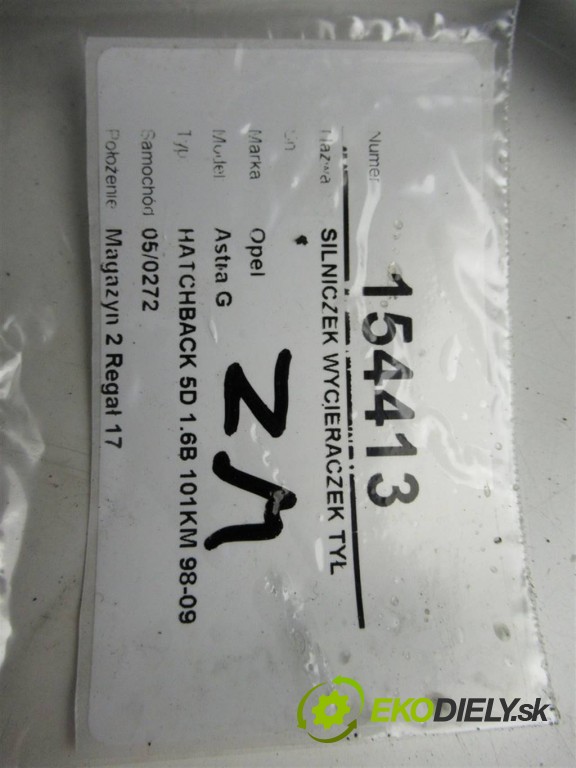 Numer 154413
Nazwa SILNICZEK WYCIERACZEK TYŁ
Marka Opel
Model Astra G
Typ HATCHBACK 5D 1.6B 101KM 98-09
Samochód 05/0272
Położenie Magazyn 2 Regał 17
EKODIELY.sk